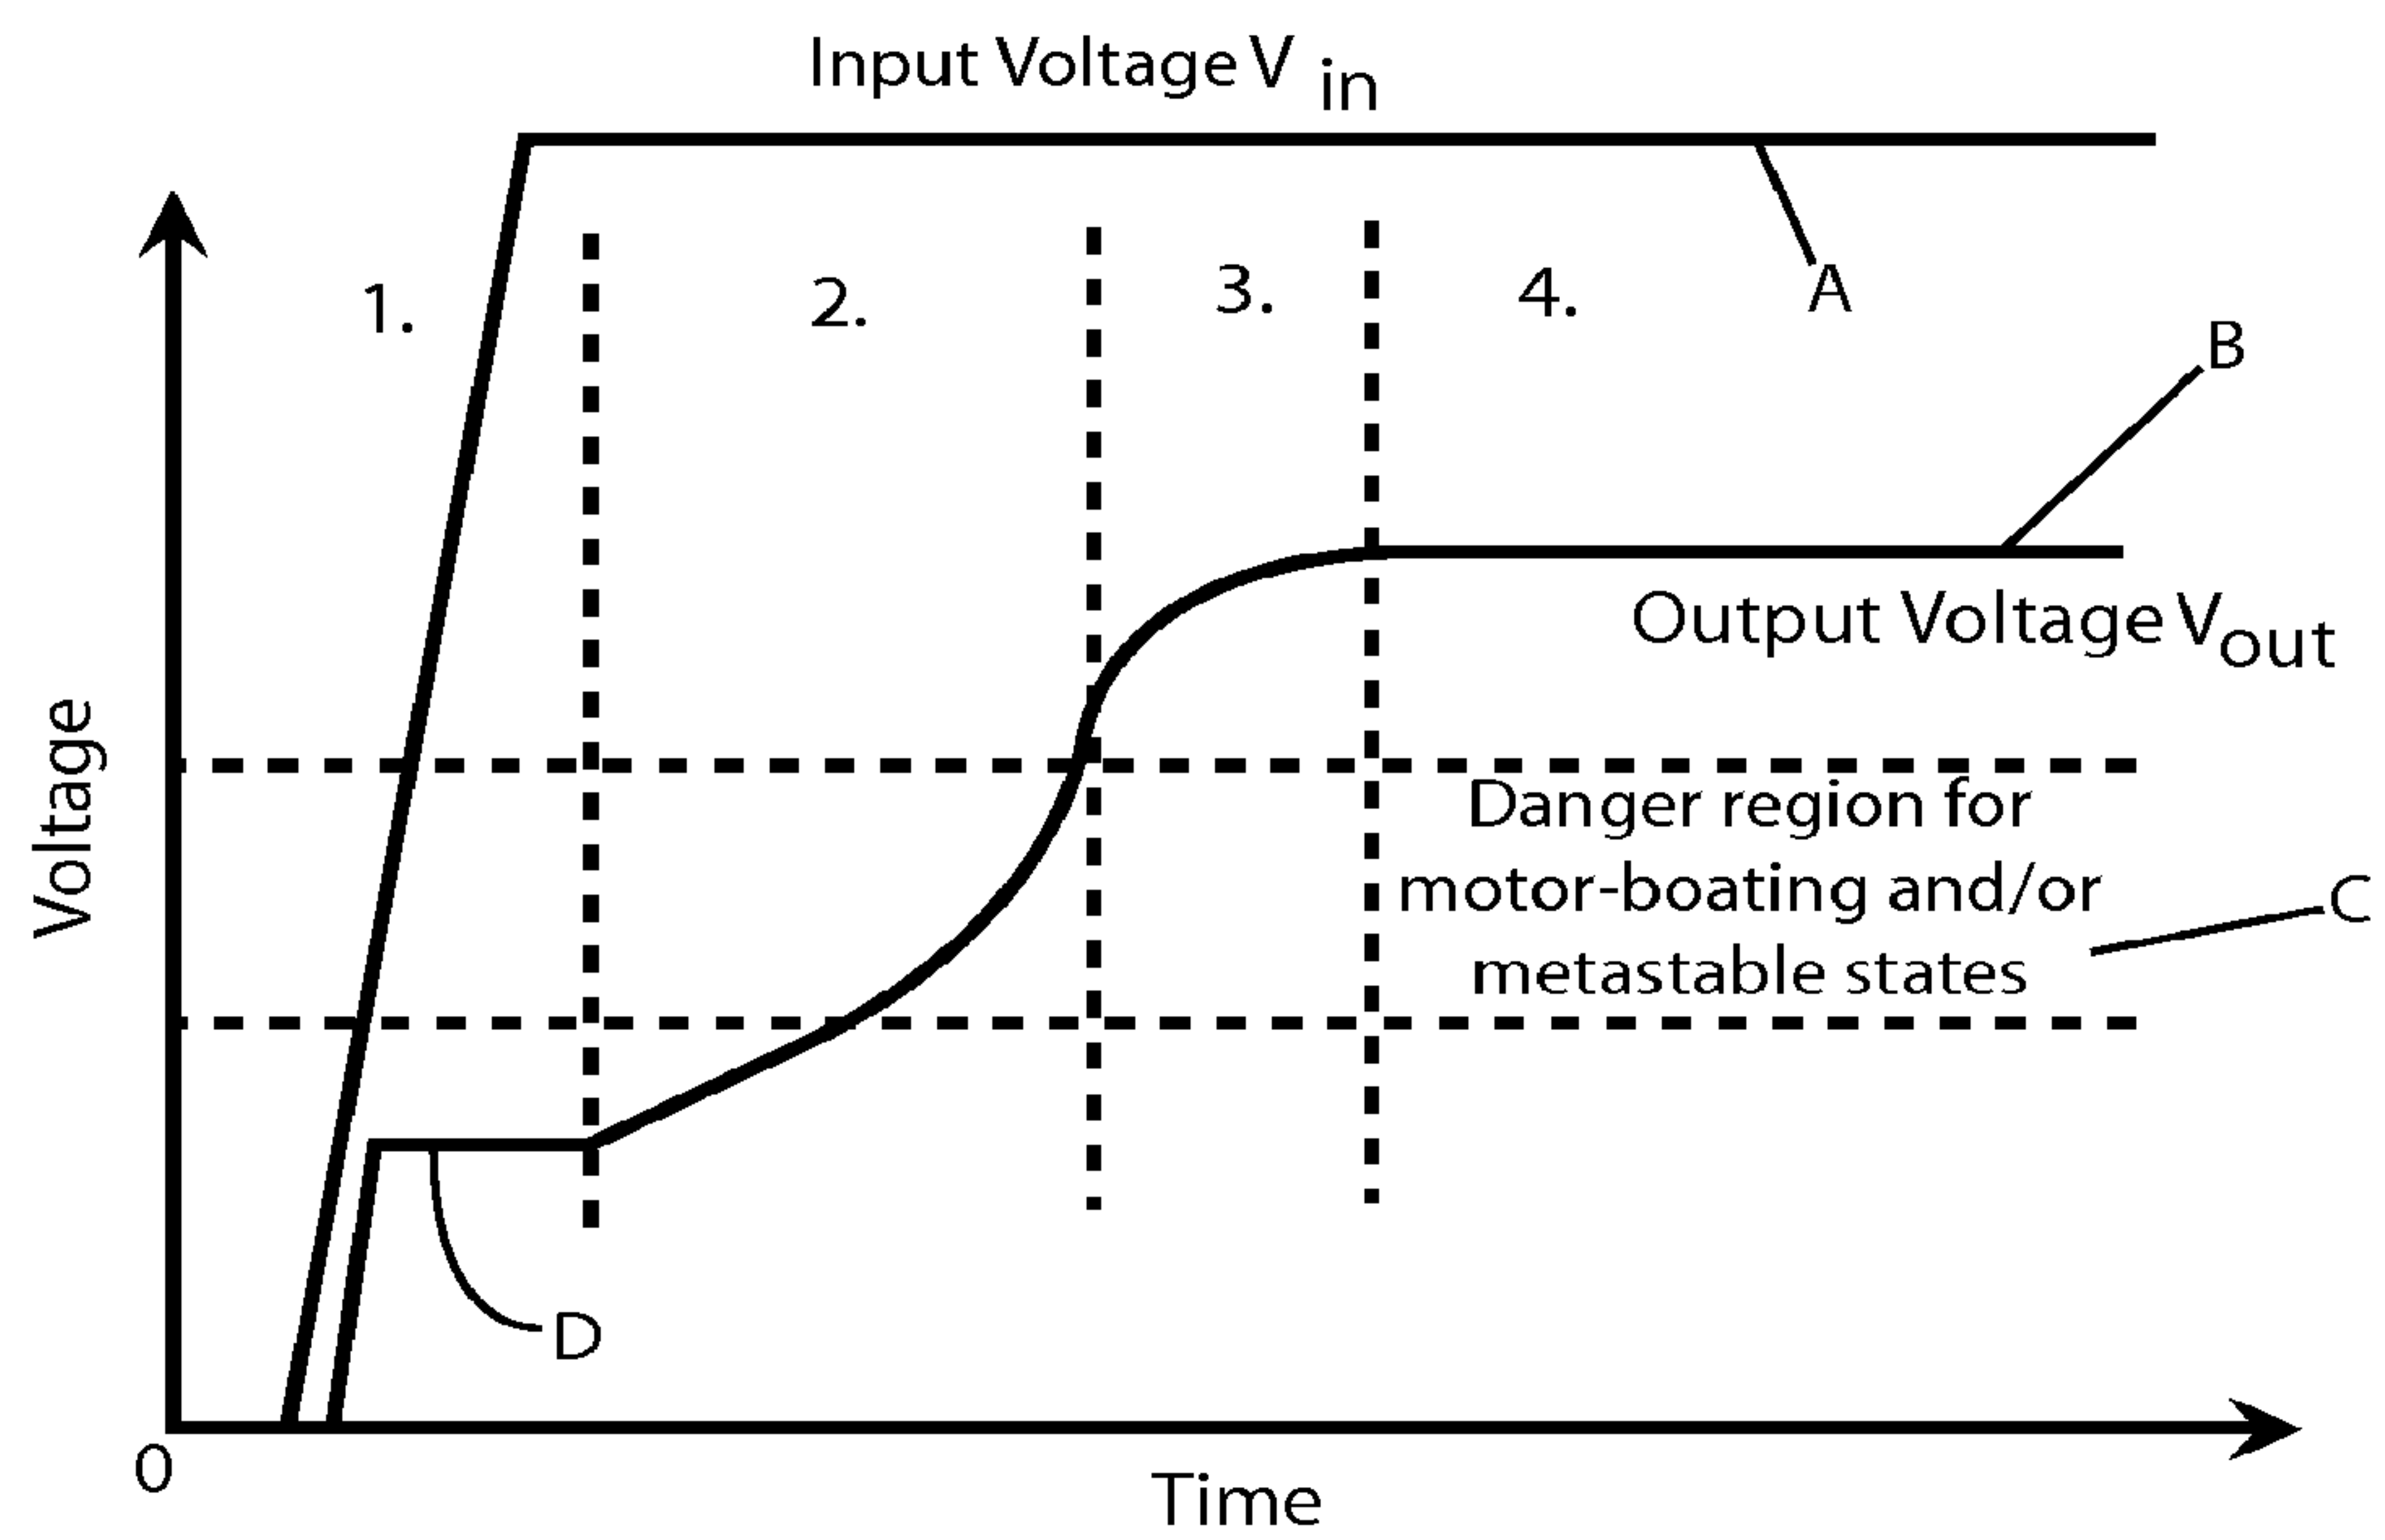 Input Voltage V in
1.
2.
3.
4.
A
B
Output Voltage Vout
Voltage
Danger region for
motor-boating and/or
metastable states
C
D
0
Time